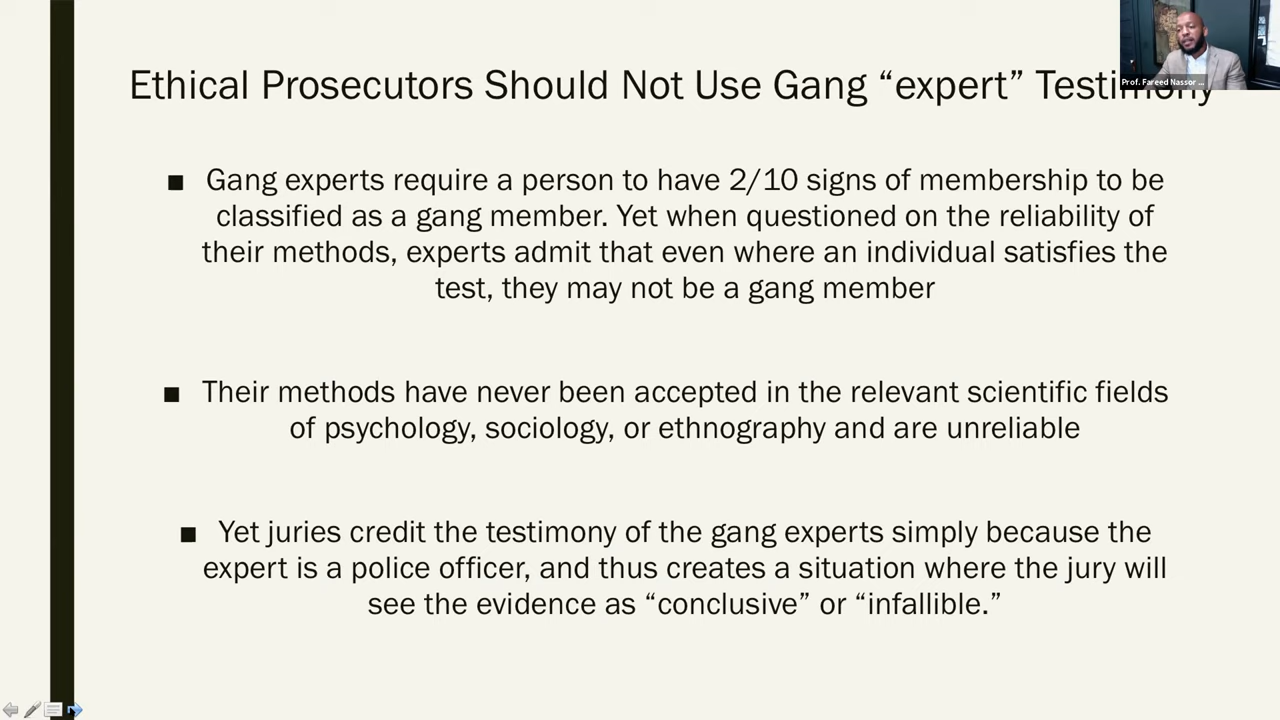 Ethical Prosecutors Should Not Use Gang “expert” Testimony
Prof. Fareed Nassor ...
■ Gang experts require a person to have 2/10 signs of membership to be
classified as a gang member. Yet when questioned on the reliability of
their methods, experts admit that even where an individual satisfies the
test, they may not be a gang member
■ Their methods have never been accepted in the relevant scientific fields
of psychology, sociology, or ethnography and are unreliable
■ Yet juries credit the testimony of the gang experts simply because the
expert is a police officer, and thus creates a situation where the jury will
see the evidence as “conclusive” or “infallible.”